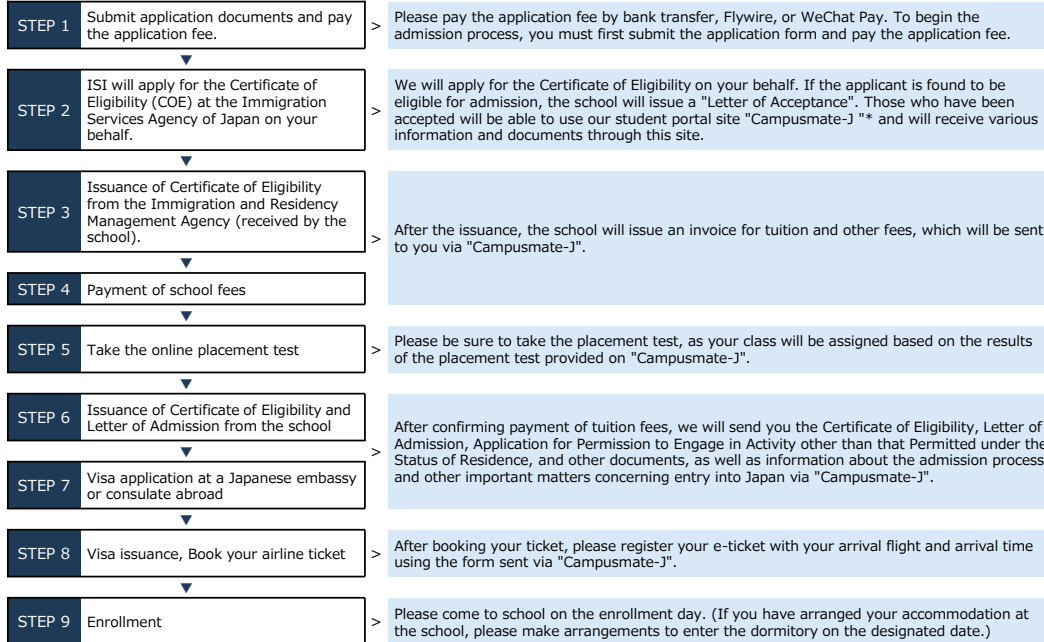 STEP 1
Submit application documents and pay
the application fee.
>
Please pay the application fee by bank transfer, Flywire, or WeChat Pay. To begin the
admission process, you must first submit the application form and pay the application fee.
STEP 2
ISI will apply for the Certificate of
Eligibility (COE) at the Immigration
Services Agency of Japan on your
behalf.
>
We will apply for the Certificate of Eligibility on your behalf. If the applicant is found to be
eligible for admission, the school will issue a "Letter of Acceptance". Those who have been
accepted will be able to use our student portal site "Campusmate-J "* and will receive various
information and documents through this site.
STEP 3
Issuance of Certificate of Eligibility
from the Immigration and Residency
Management Agency (received by the
school).
>
After the issuance, the school will issue an invoice for tuition and other fees, which will be sent
to you via "Campusmate-J".
STEP 4
Payment of school fees
STEP 5
Take the online placement test
>
Please be sure to take the placement test, as your class will be assigned based on the results
of the placement test provided on "Campusmate-J".
STEP 6
Issuance of Certificate of Eligibility and
Letter of Admission from the school
>
After confirming payment of tuition fees, we will send you the Certificate of Eligibility, Letter of
Admission, Application for Permission to Engage in Activity other than that Permitted under the
Status of Residence, and other documents, as well as information about the admission process
and other important matters concerning entry into Japan via "Campusmate-J".
STEP 7
Visa application at a Japanese embassy
or consulate abroad
STEP 8
Visa issuance, Book your airline ticket
>
After booking your ticket, please register your e-ticket with your arrival flight and arrival time
using the form sent via "Campusmate-J".
STEP 9
Enrollment
>
Please come to school on the enrollment day. (If you have arranged your accommodation at
the school, please make arrangements to enter the dormitory on the designated date.)